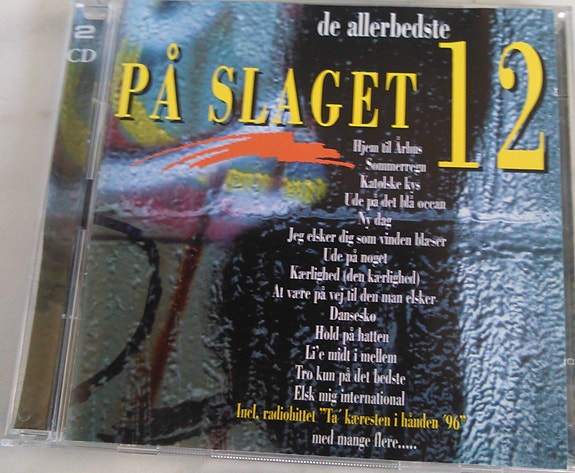 2
CD
de allerbedste
PÅ SLAGET 12
Hjem til Århus
Sommerregn
Katolske kys
Ude på det blå ocean
Ny dag
Jeg elsker dig som vinden blæser
Ude på noget
Kærlighed (den kærlighed)
At være på vej til den man elsker
Dansesko
Hold på hatten
Li'e midt i mellem
Tro kun på det bedste
Elsk mig international
Incl, radiohittet "Ta´ kæresten i hånden ´96"
med mange flere.....